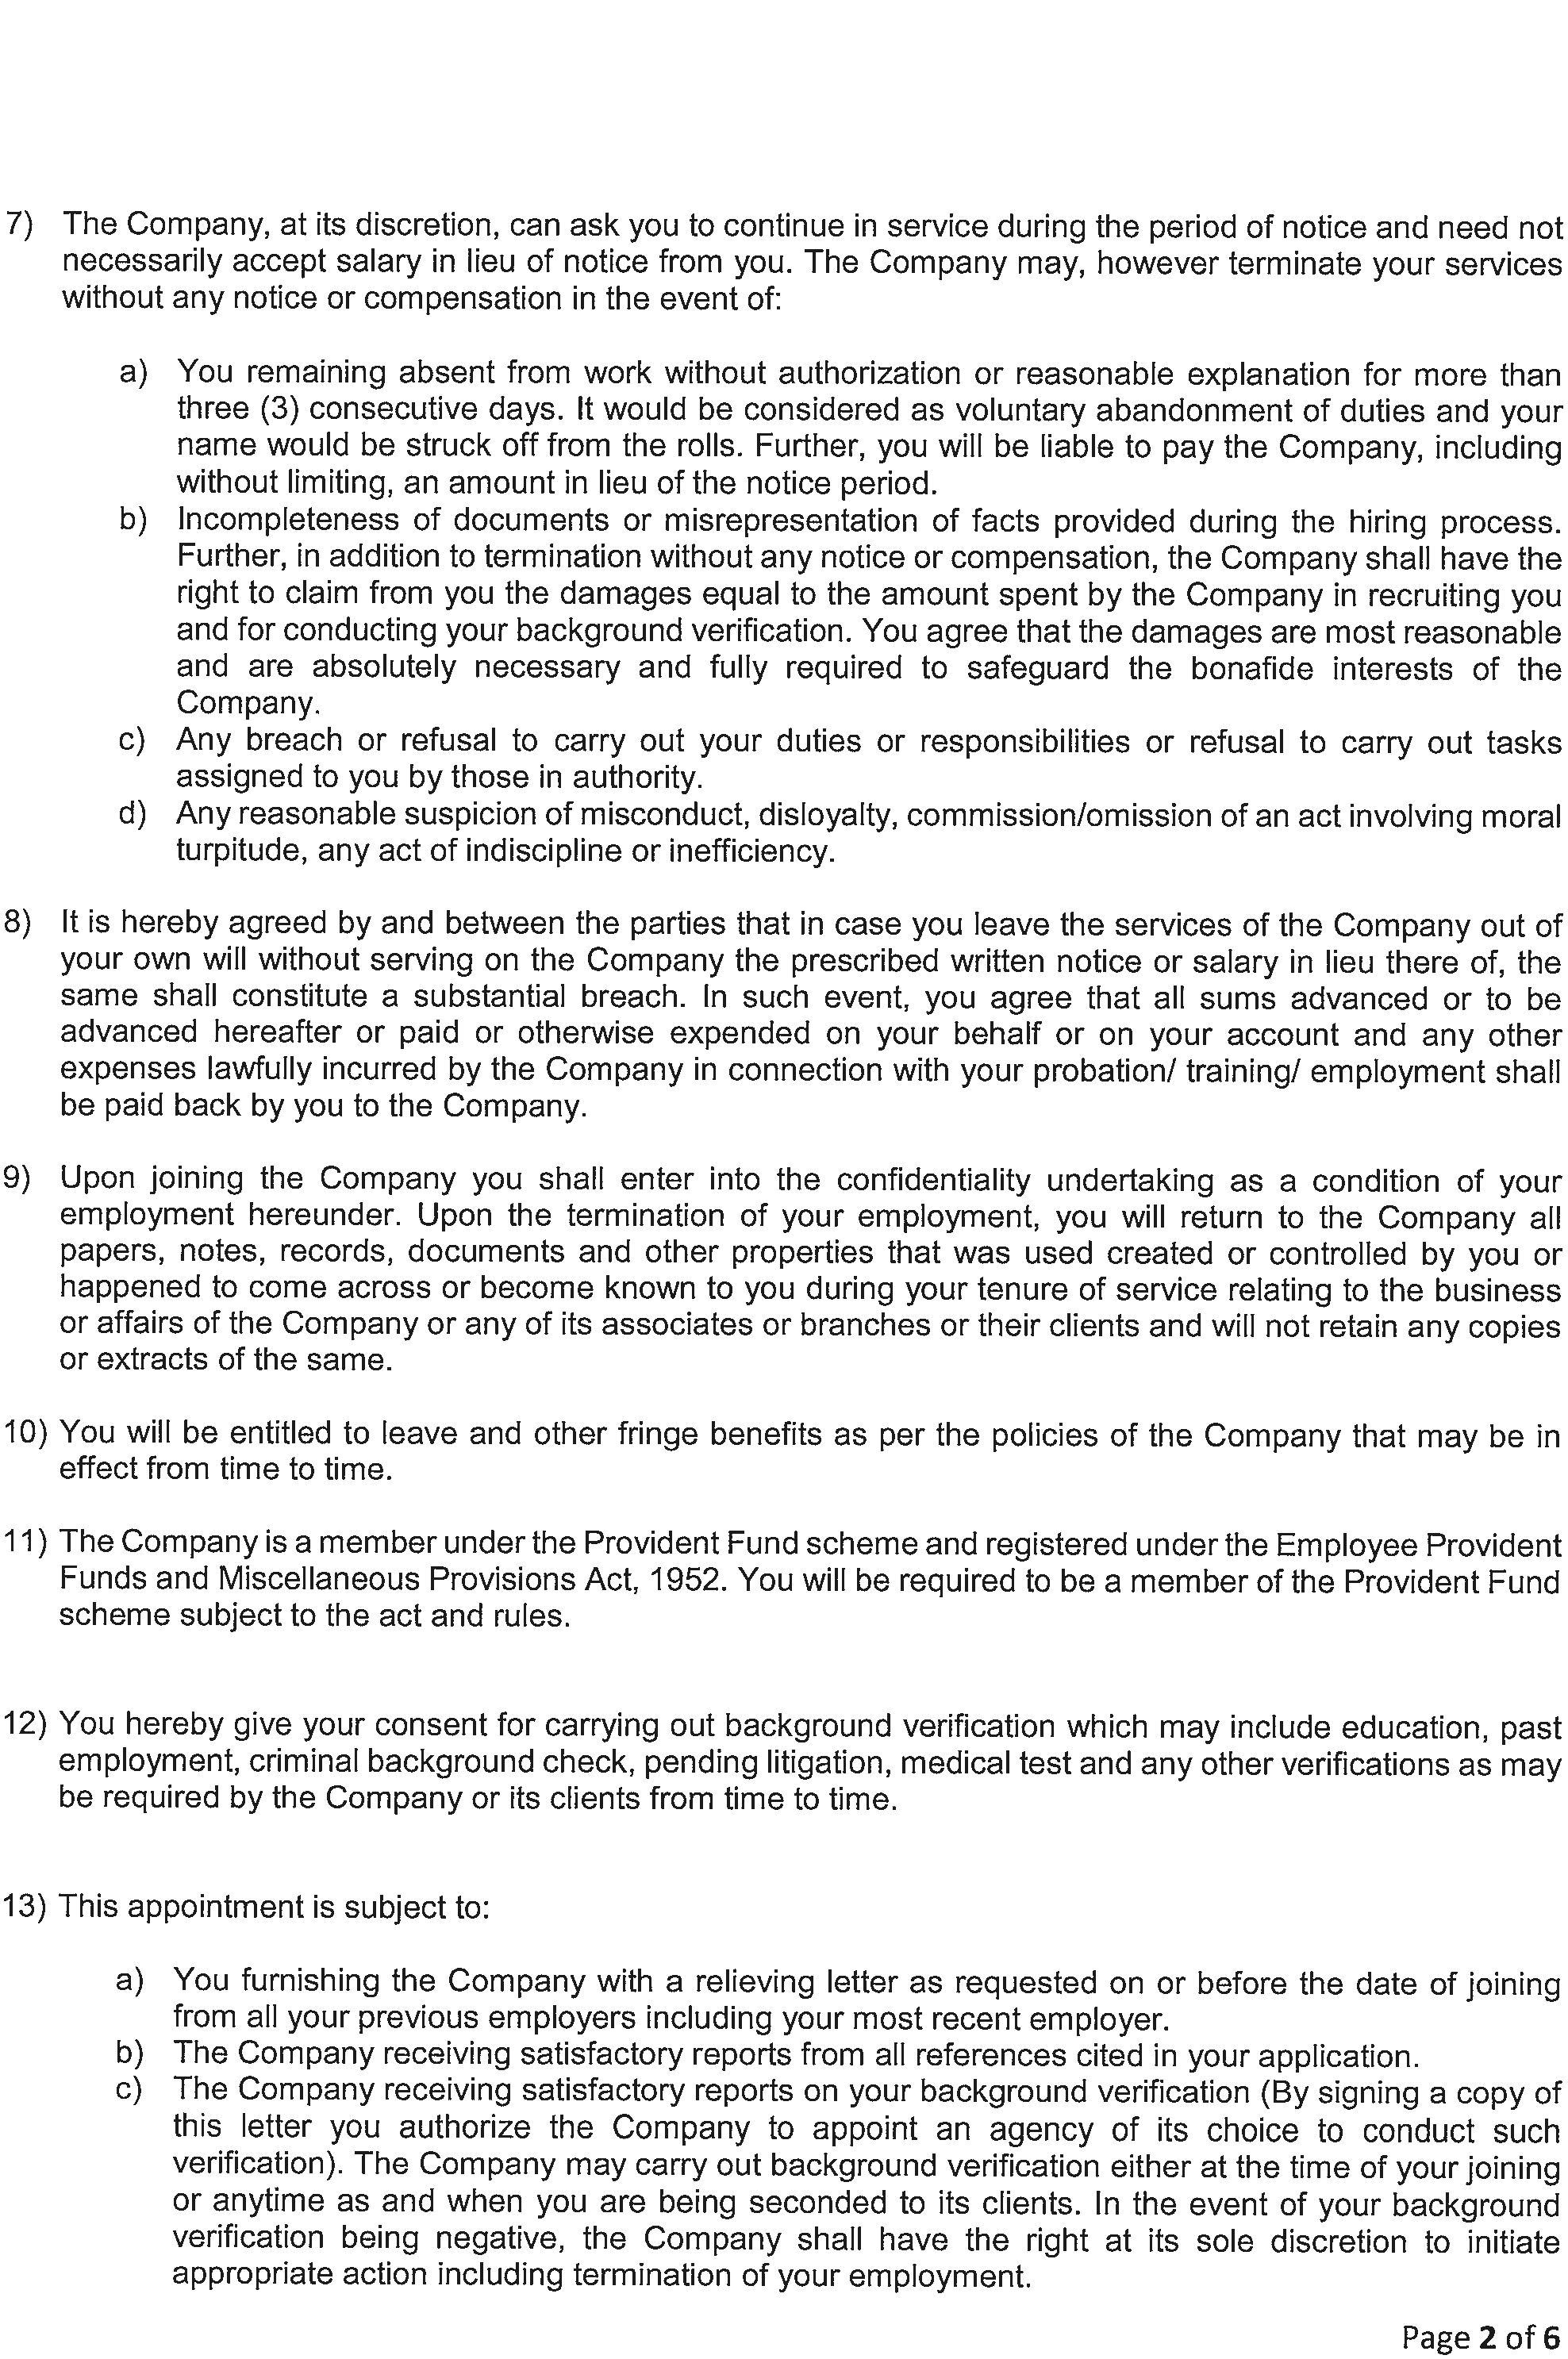 7) The Company, at its discretion, can ask you to continue in service during the period of notice and need not
necessarily accept salary in lieu of notice from you. The Company may, however terminate your services
without any notice or compensation in the event of:
a) You remaining absent from work without authorization or reasonable explanation for more than
three (3) consecutive days. It would be considered as voluntary abandonment of duties and your
name would be struck off from the rolls. Further, you will be liable to pay the Company, including
without limiting, an amount in lieu of the notice period.
b) Incompleteness of documents or misrepresentation of facts provided during the hiring process.
Further, in addition to termination without any notice or compensation, the Company shall have the
right to claim from you the damages equal to the amount spent by the Company in recruiting you
and for conducting your background verification. You agree that the damages are most reasonable
and are absolutely necessary and fully required to safeguard the bonafide interests of the
Company.
c) Any breach or refusal to carry out your duties or responsibilities or refusal to carry out tasks
assigned to you by those in authority.
d) Any reasonable suspicion of misconduct, disloyalty, commission/omission of an act involving moral
turpitude, any act of indiscipline or inefficiency.
8) It is hereby agreed by and between the parties that in case you leave the services of the Company out of
your own will without serving on the Company the prescribed written notice or salary in lieu there of, the
same shall constitute a substantial breach. In such event, you agree that all sums advanced or to be
advanced hereafter or paid or otherwise expended on your behalf or on your account and any other
expenses lawfully incurred by the Company in connection with your probation/ training/ employment shall
be paid back by you to the Company.
9) Upon joining the Company you shall enter into the confidentiality undertaking as a condition of your
employment hereunder. Upon the termination of your employment, you will return to the Company all
papers, notes, records, documents and other properties that was used created or controlled by you or
happened to come across or become known to you during your tenure of service relating to the business
or affairs of the Company or any of its associates or branches or their clients and will not retain any copies
or extracts of the same.
10) You will be entitled to leave and other fringe benefits as per the policies of the Company that may be in
effect from time to time.
11) The Company is a member under the Provident Fund scheme and registered under the Employee Provident
Funds and Miscellaneous Provisions Act, 1952. You will be required to be a member of the Provident Fund
scheme subject to the act and rules.
12) You hereby give your consent for carrying out background verification which may include education, past
employment, criminal background check, pending litigation, medical test and any other verifications as may
be required by the Company or its clients from time to time.
13) This appointment is subject to:
a) You furnishing the Company with a relieving letter as requested on or before the date of joining
from all your previous employers including your most recent employer.
b) The Company receiving satisfactory reports from all references cited in your application.
c) The Company receiving satisfactory reports on your background verification (By signing a copy of
this letter you authorize the Company to appoint an agency of its choice to conduct such
verification). The Company may carry out background verification either at the time of your joining
or anytime as and when you are being seconded to its clients. In the event of your background
verification being negative, the Company shall have the right at its sole discretion to initiate
appropriate action including termination of your employment.
Page 2 of 6